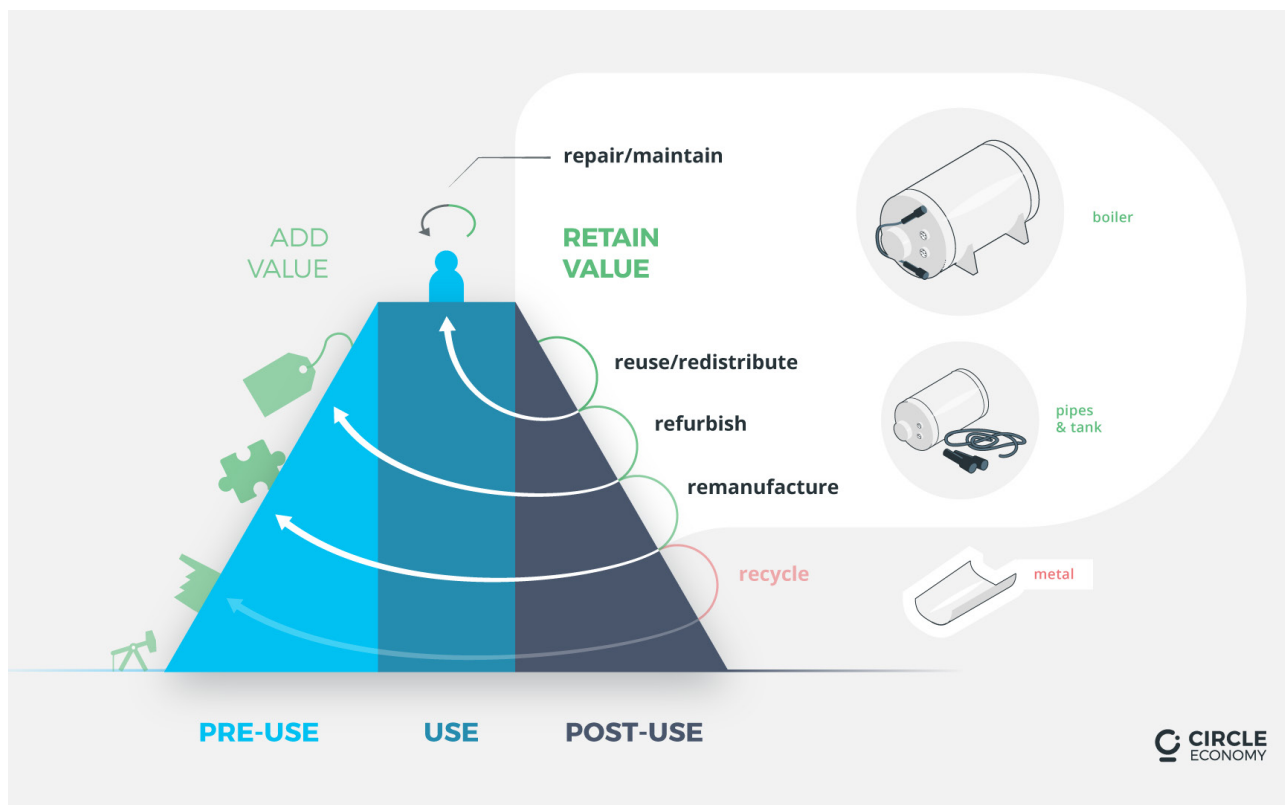 repair/maintain
ADD
VALUE
RETAIN
VALUE
boiler
reuse/redistribute
refurbish
pipes
& tank
remanufacture
recycle
metal
PRE-USE
USE
POST-USE
CIRCLE
ECONOMY